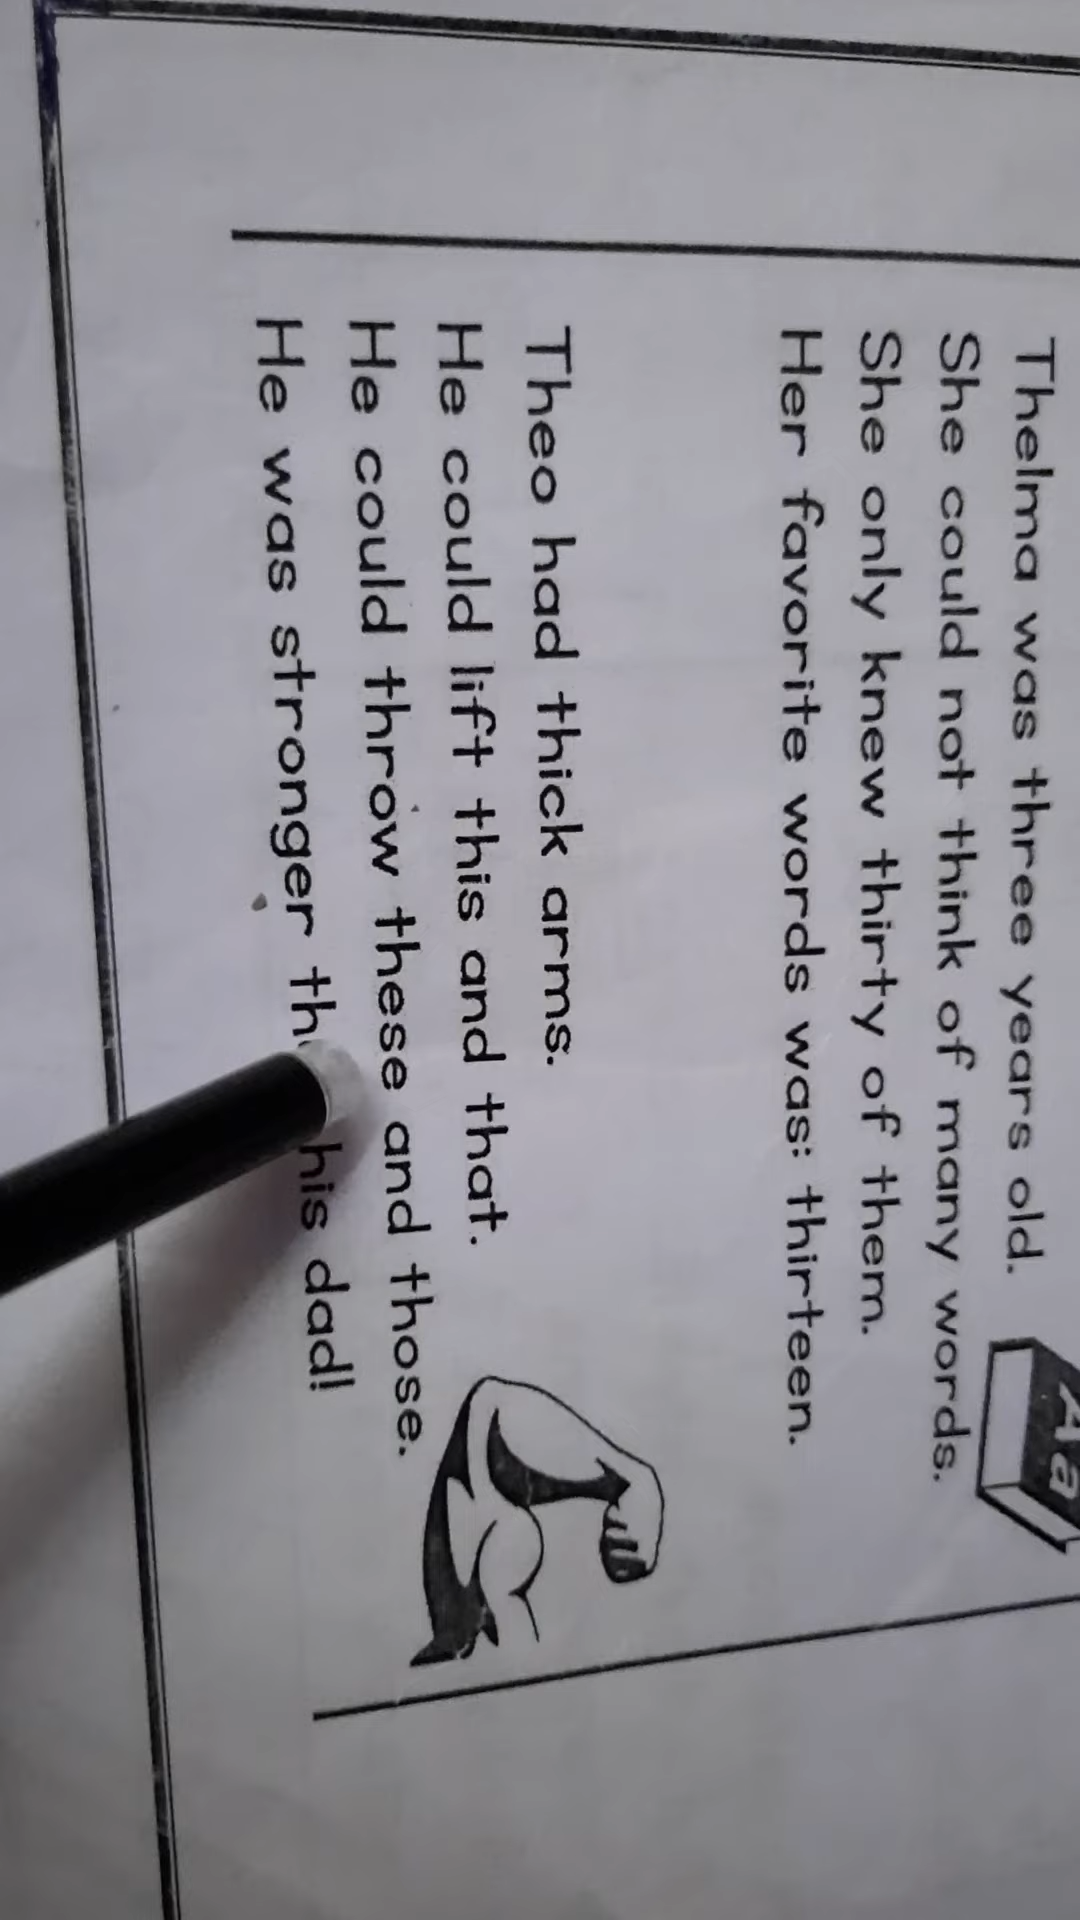 Thelma was three years old.
She could not think of many words.
She only knew thirty of them.
Her favorite words was: thirteen.
Aa
Theo had thick arms.
He could lift this and that.
He could throw these and those.
He was stronger his dad!